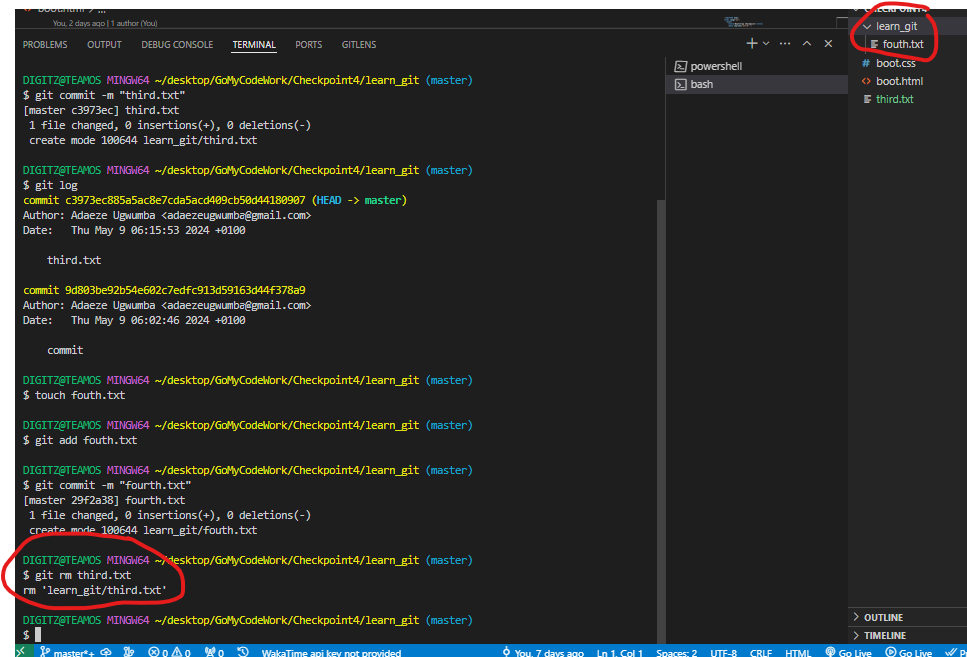 You, 2 days ago | 1 author (You)
PROBLEMS OUTPUT DEBUG CONSOLE TERMINAL PORTS GITLENS
DIGITZ@TEAMOS MINGW64 ~/desktop/GoMyCodeWork/Checkpoint4/learn_git (master)
$ git commit -m "third.txt"
[master c3973ec] third.txt
1 file changed, 0 insertions(+), 0 deletions(-)
create mode 100644 learn_git/third.txt
DIGITZ@TEAMOS MINGW64 ~/desktop/GoMyCodeWork/Checkpoint4/learn_git (master)
$ git log
commit c3973ec885a5ac8e7cda5acd409cb50d44180907 (HEAD -> master)
Author: Adaeze Ugwumba <adaezeugwumba@gmail.com>
Date: Thu May 9 06:15:53 2024 +0100
third.txt
commit 9d803be92b54e602c7edfc913d59163d44f378a9
Author: Adaeze Ugwumba <adaezeugwumba@gmail.com>
Date: Thu May 9 06:02:46 2024 +0100
commit
DIGITZ@TEAMOS MINGW64 ~/desktop/GoMyCodeWork/Checkpoint4/learn_git (master)
$ touch fouth.txt
DIGITZ@TEAMOS MINGW64 ~/desktop/GoMyCodeWork/Checkpoint4/learn_git (master)
$ git add fouth.txt
DIGITZ@TEAMOS MINGW64 ~/desktop/GoMyCodeWork/Checkpoint4/learn_git (master)
$ git commit -m "fourth.txt"
[master 29f2a38] fourth.txt
1 file changed, 0 insertions(+), 0 deletions(-)
create mode 100644 learn_git/fouth.txt
DIGITZ@TEAMOS MINGW64 ~/desktop/GoMyCodeWork/Checkpoint4/learn_git (master)
$ git rm third.txt
rm 'learn_git/third.txt'
DIGITZ@TEAMOS MINGW64 ~/desktop/GoMyCodeWork/Checkpoint4/learn_git (master)
$
powershell
bash
CHECKPOINT4
learn_git
fouth.txt
# boot.css
<> boot.html
third.txt
OUTLINE
TIMELINE
master*+ 0 0 0 WakaTime api key not provided You, 7 days ago Ln 1, Col 1 Spaces: 2 UTF-8 CRLF HTML Go Live Go Live